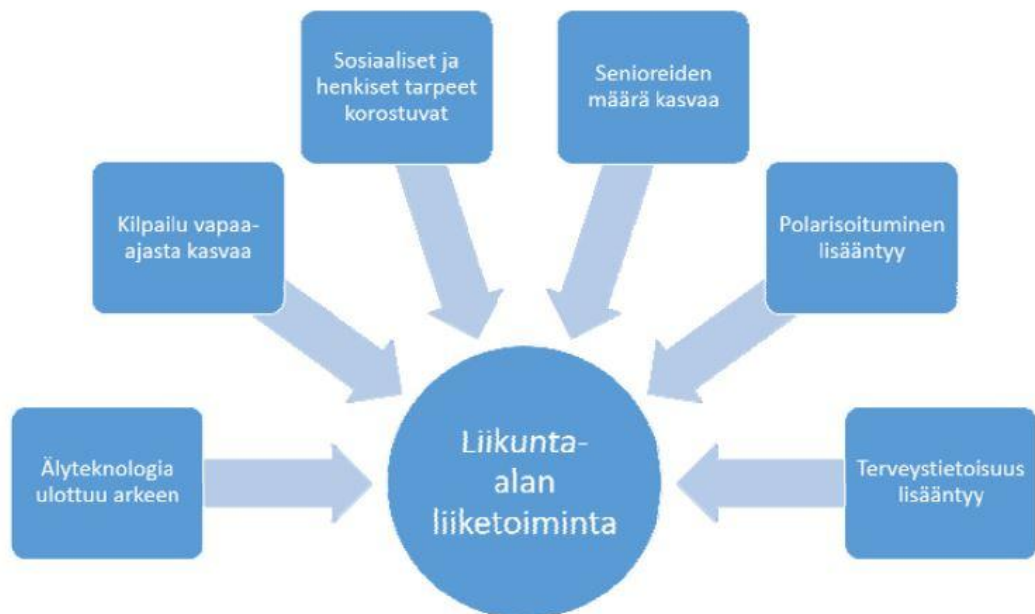 Sosiaaliset ja
henkiset tarpeet
korostuvat
Senioreiden
määrä kasvaa
Kilpailu vapaa-
ajasta kasvaa
Polarisoituminen
lisääntyy
Älyteknologia
ulottuu arkeen
Liikunta-
alan
liiketoiminta
Terveystietoisuus
lisääntyy